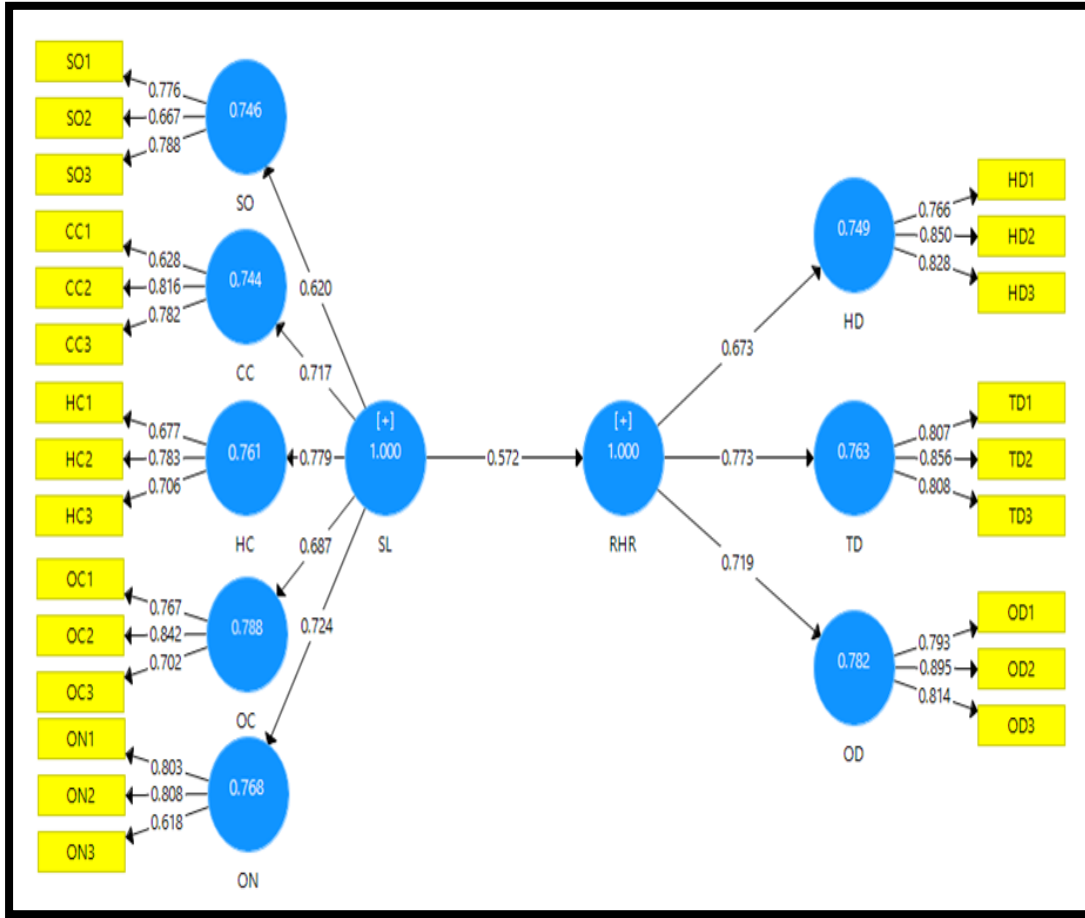 SO1
SO2
SO3
0.776
0.667
0.788
0.746
SO
CC1
CC2
CC3
0.628
0.816
0.782
0.744
CC
HC1
HC2
HC3
0.677
0.783
0.706
0.761
HC
OC1
OC2
OC3
0.767
0.842
0.702
0.788
OC
ON1
ON2
ON3
0.803
0.808
0.618
0.768
ON
0.620
0.717
0.779
0.687
0.724
[+]
1.000
SL
0.572
[+]
1.000
RHR
0.673
0.773
0.719
0.749
HD
0.766
0.850
0.828
HD1
HD2
HD3
0.763
TD
0.807
0.856
0.808
TD1
TD2
TD3
0.782
OD
0.793
0.895
0.814
OD1
OD2
OD3